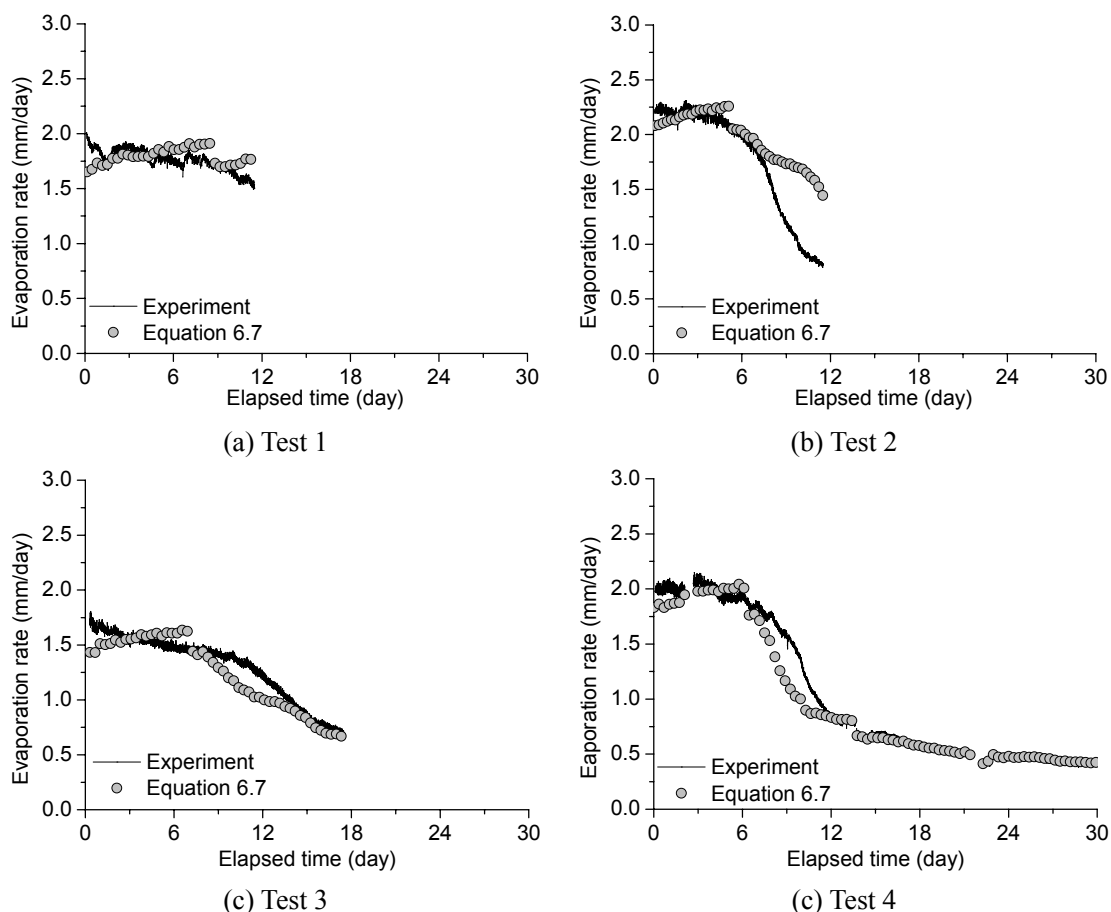 3.0
2.5
2.0
1.5
1.0
0.5
0.0
Evaporation rate (mm/day)
Experiment
Equation 6.7
0 6 12 18 24 30
Elapsed time (day)
(a) Test 1
3.0
2.5
2.0
1.5
1.0
0.5
0.0
Evaporation rate (mm/day)
Experiment
Equation 6.7
0 6 12 18 24 30
Elapsed time (day)
(b) Test 2
3.0
2.5
2.0
1.5
1.0
0.5
0.0
Evaporation rate (mm/day)
Experiment
Equation 6.7
0 6 12 18 24 30
Elapsed time (day)
(c) Test 3
3.0
2.5
2.0
1.5
1.0
0.5
0.0
Eaporation rate (mm/day)
Experiment
Equation 6.7
0 6 12 18 24 30
Elapsed time (day)
(c) Test 4